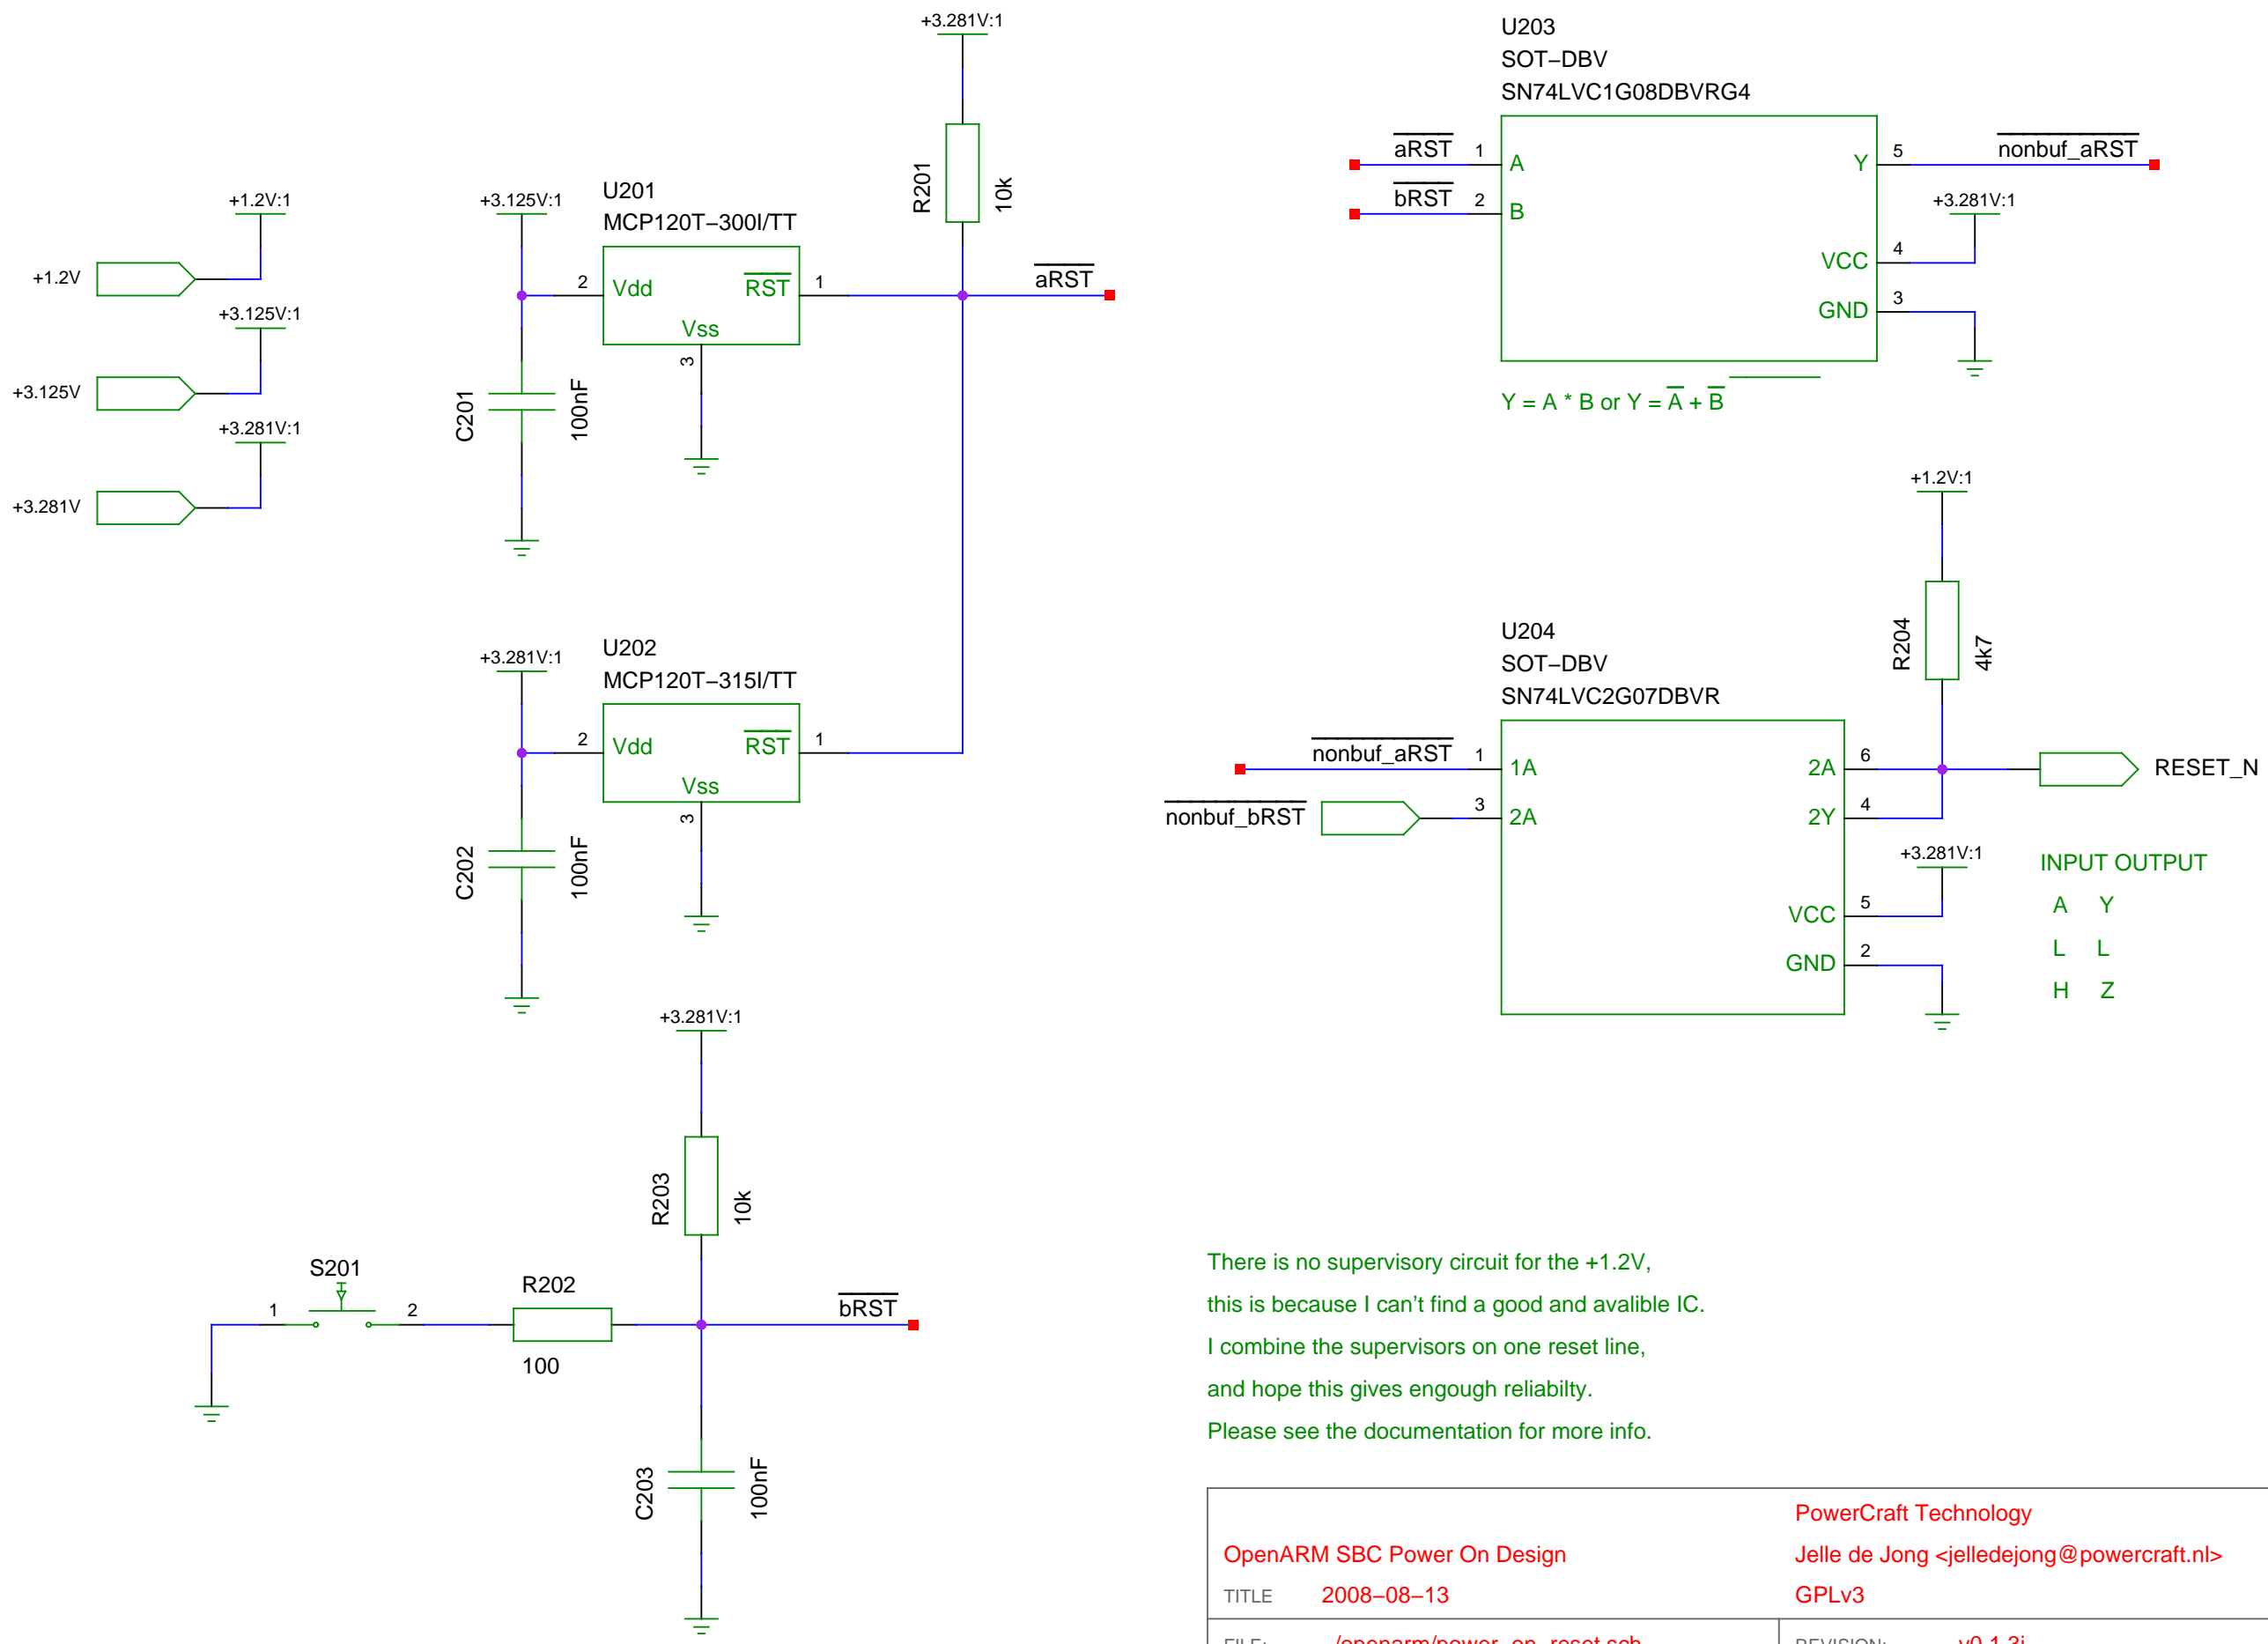 +1.2V:1
+1.2V
+3.125V:1
+3.125V
+3.281V:1
+3.281V
+3.125V:1
U201
MCP120T−300I/TT
2
Vdd
RST
1
Vss
3
C201
100nF
+3.281V:1
R201
10k
aRST
+3.281V:1
U202
MCP120T−315I/TT
2
Vdd
RST
1
Vss
3
C202
100nF
+3.281V:1
R203
10k
S201
1
2
R202
100
bRST
C203
100nF
U203
SOT−DBV
SN74LVC1G08DBVRG4
aRST
1
A
bRST
2
B
Y
5
nonbuf_aRST
+3.281V:1
VCC
4
GND
3
Y = A * B or Y = A + B
+1.2V:1
R204
4k7
U204
SOT−DBV
SN74LVC2G07DBVR
nonbuf_aRST
1
1A
nonbuf_bRST
3
2A
2A
6
RESET_N
2Y
4
+3.281V:1
VCC
5
GND
2
INPUT OUTPUT
A Y
L L
H Z
There is no supervisory circuit for the +1.2V,
this is because I can't find a good and avalible IC.
I combine the supervisors on one reset line,
and hope this gives engough reliabilty.
Please see the documentation for more info.
PowerCraft Technology
OpenARM SBC Power On Design
Jelle de Jong <jelledejong@powercraft.nl>
TITLE 2008−08−13
GPLv3
FILE: /openarm/power_on_reset.sch
REVISION: v0.1.3j